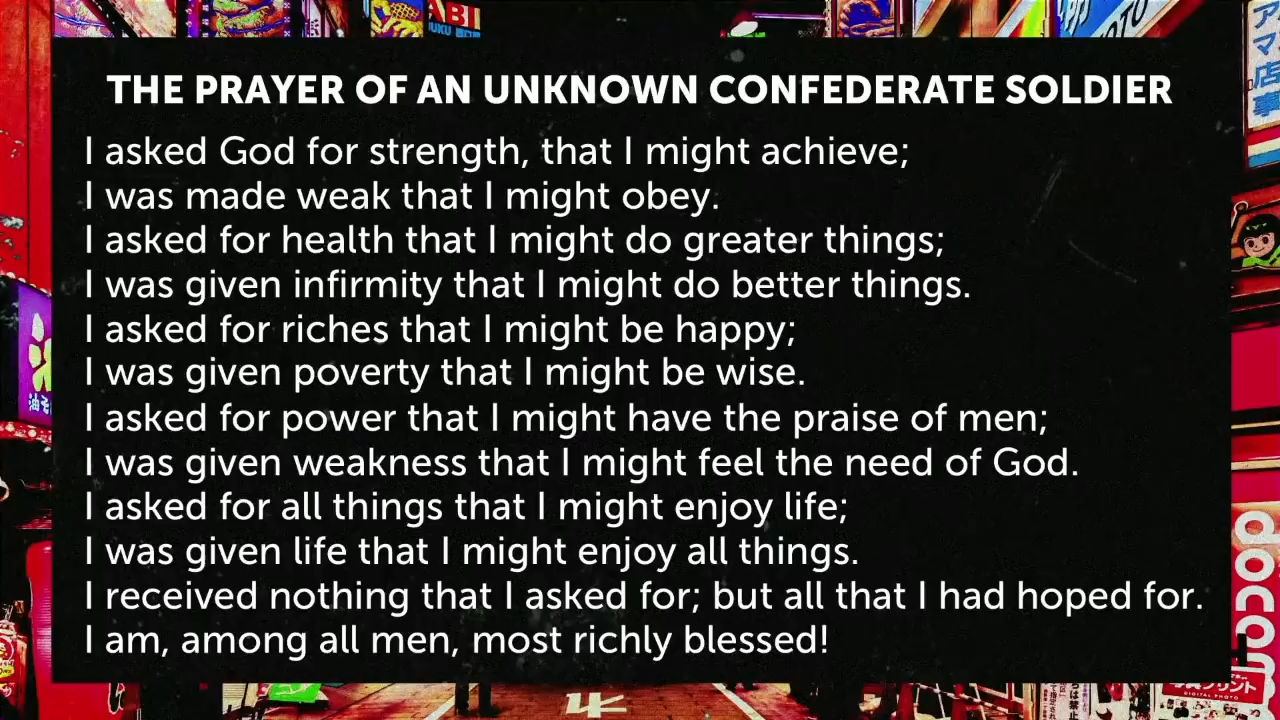 THE PRAYER OF AN UNKNOWN CONFEDERATE SOLDIER
I asked God for strength, that I might achieve;
I was made weak that I might obey.
I asked for health that I might do greater things;
I was given infirmity that I might do better things.
I asked for riches that I might be happy;
I was given poverty that I might be wise.
I asked for power that I might have the praise of men;
I was given weakness that I might feel the need of God.
I asked for all things that I might enjoy life;
I was given life that I might enjoy all things.
I received nothing that I asked for; but all that I had hoped for.
I am, among all men, most richly blessed!
ABI
docom
DIGITAL PHOTO